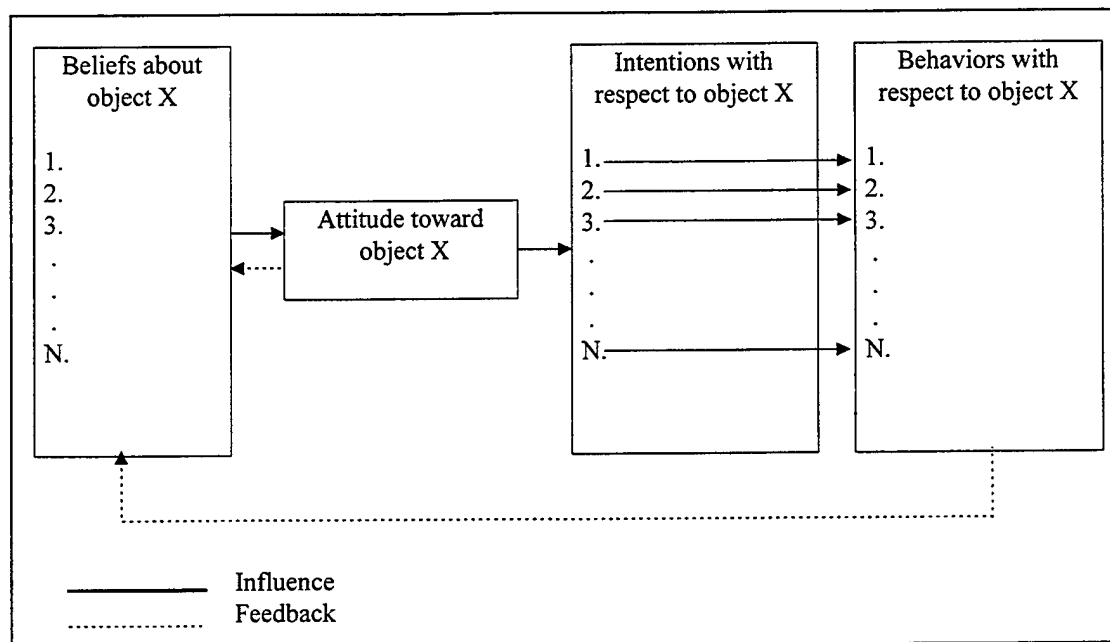 Beliefs about
object X
1.
2.
3.
.
.
.
N.
Attitude toward
object X
Intentions with
respect to object X
1.
2.
3.
.
.
.
N.
Behaviors with
respect to object X
1.
2.
3.
.
.
.
N.
Influence
Feedback